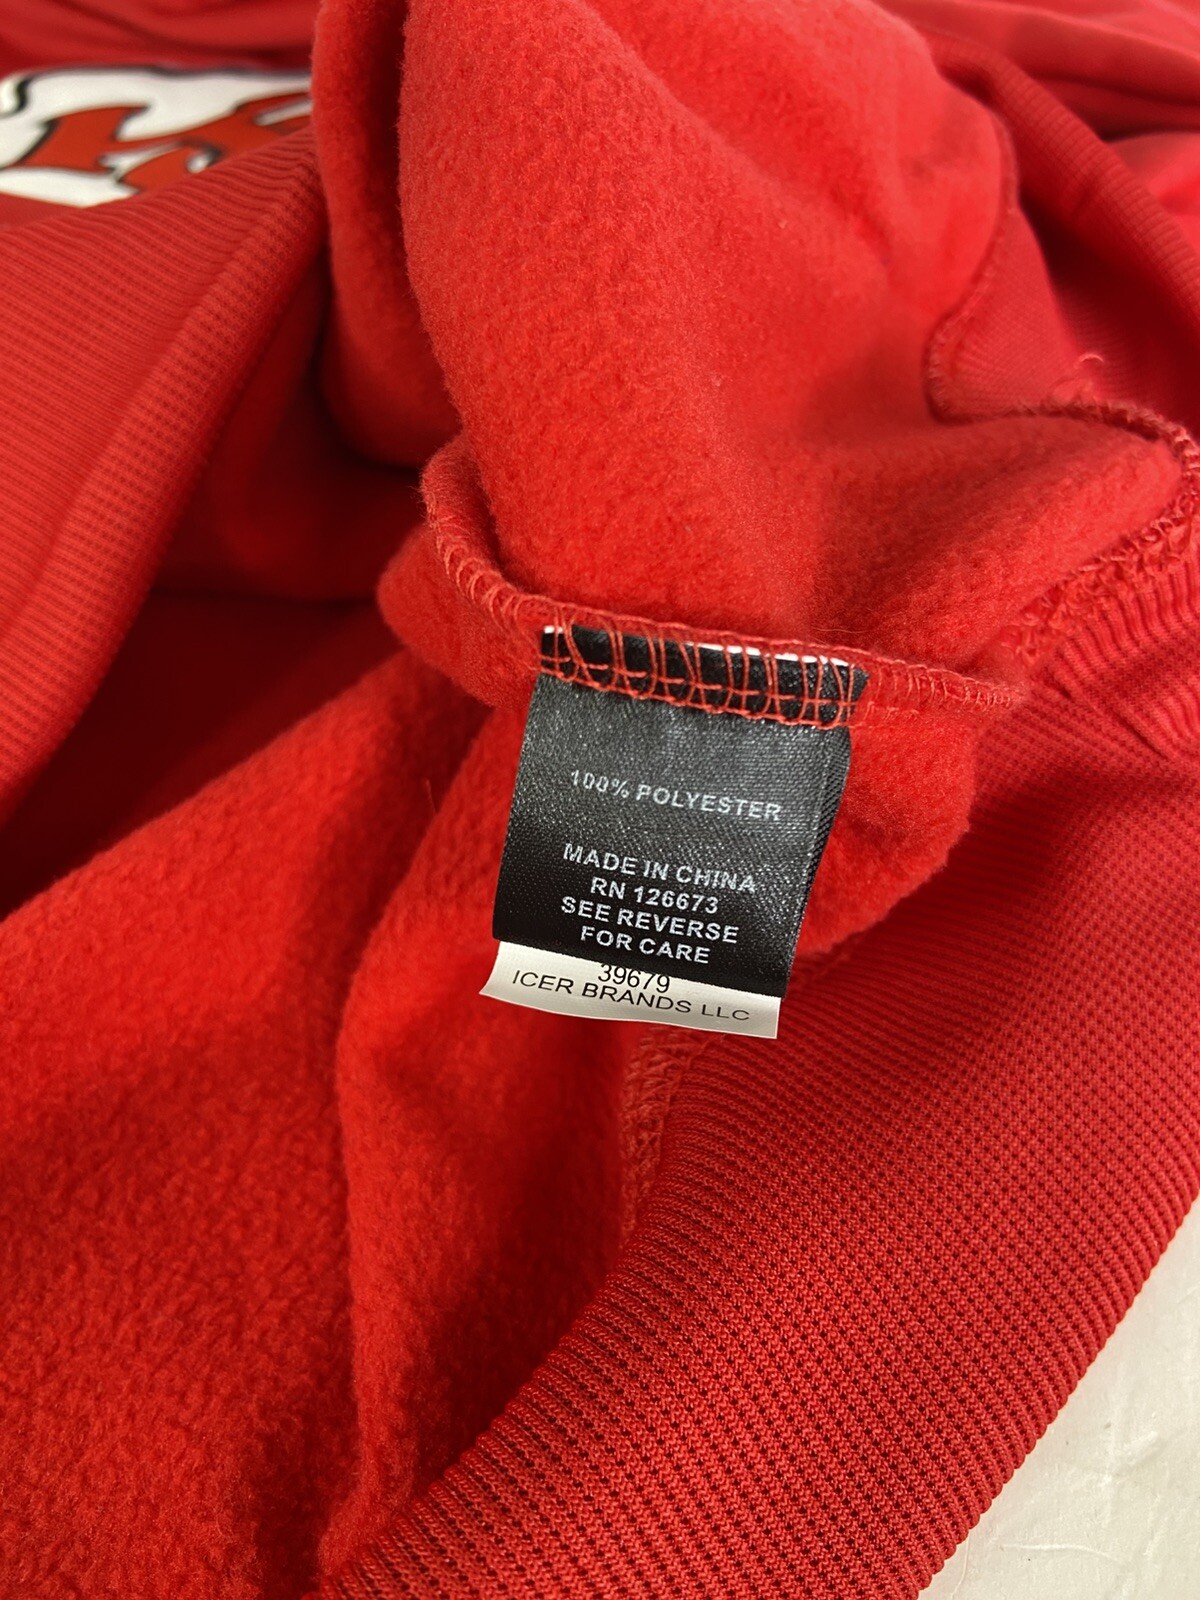 100% POLYESTER
MADE IN CHINA
RN 126673
SEE REVERSE
FOR CARE
39679
ICER BRANDS LLC